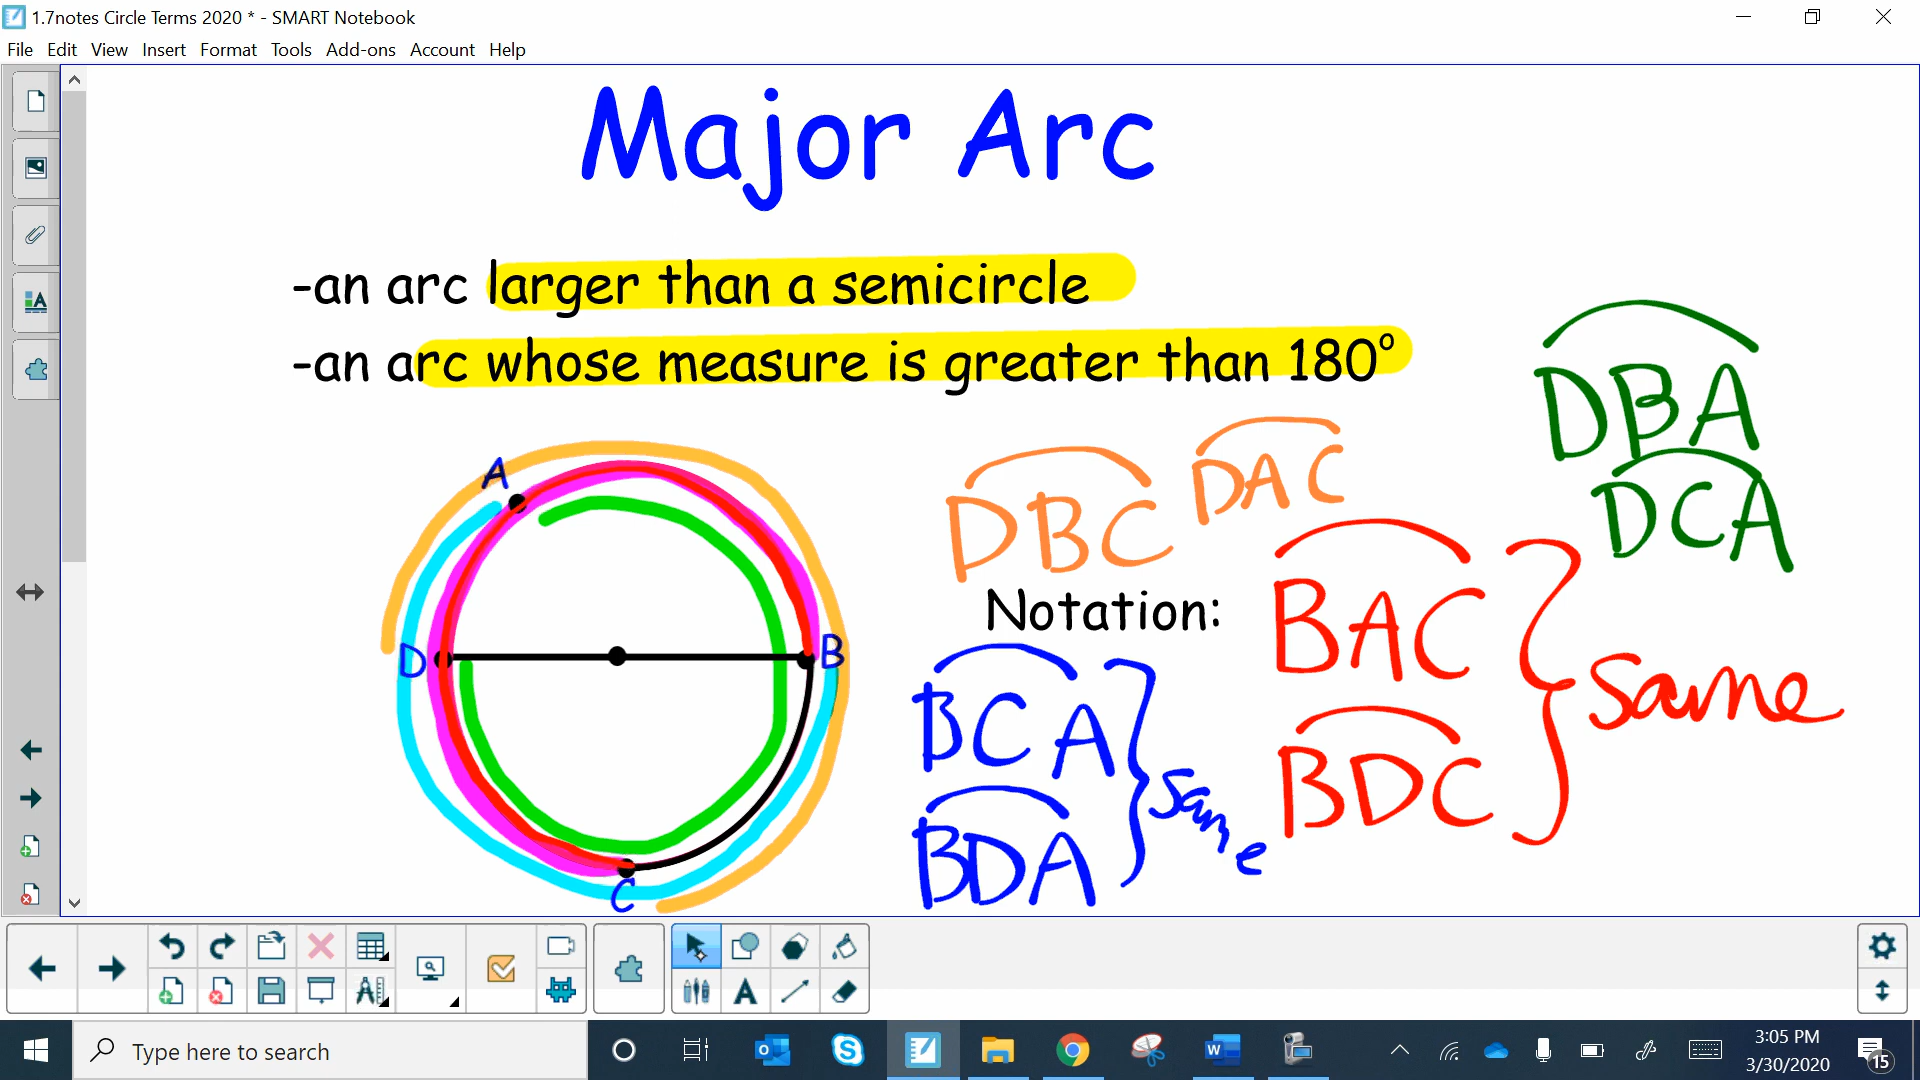 1.7notes Circle Terms 2020 * - SMART Notebook
File Edit View Insert Format Tools Add-ons Account Help
Major Arc
-an arc larger than a semicircle
-an arc whose measure is greater than 180°
DBA
DCA
DBC DAC
A
D
B
C
Notation:
BAC
BDC
Same
BCA
BDA
Same
Type here to search
3:05 PM
3/30/2020
15